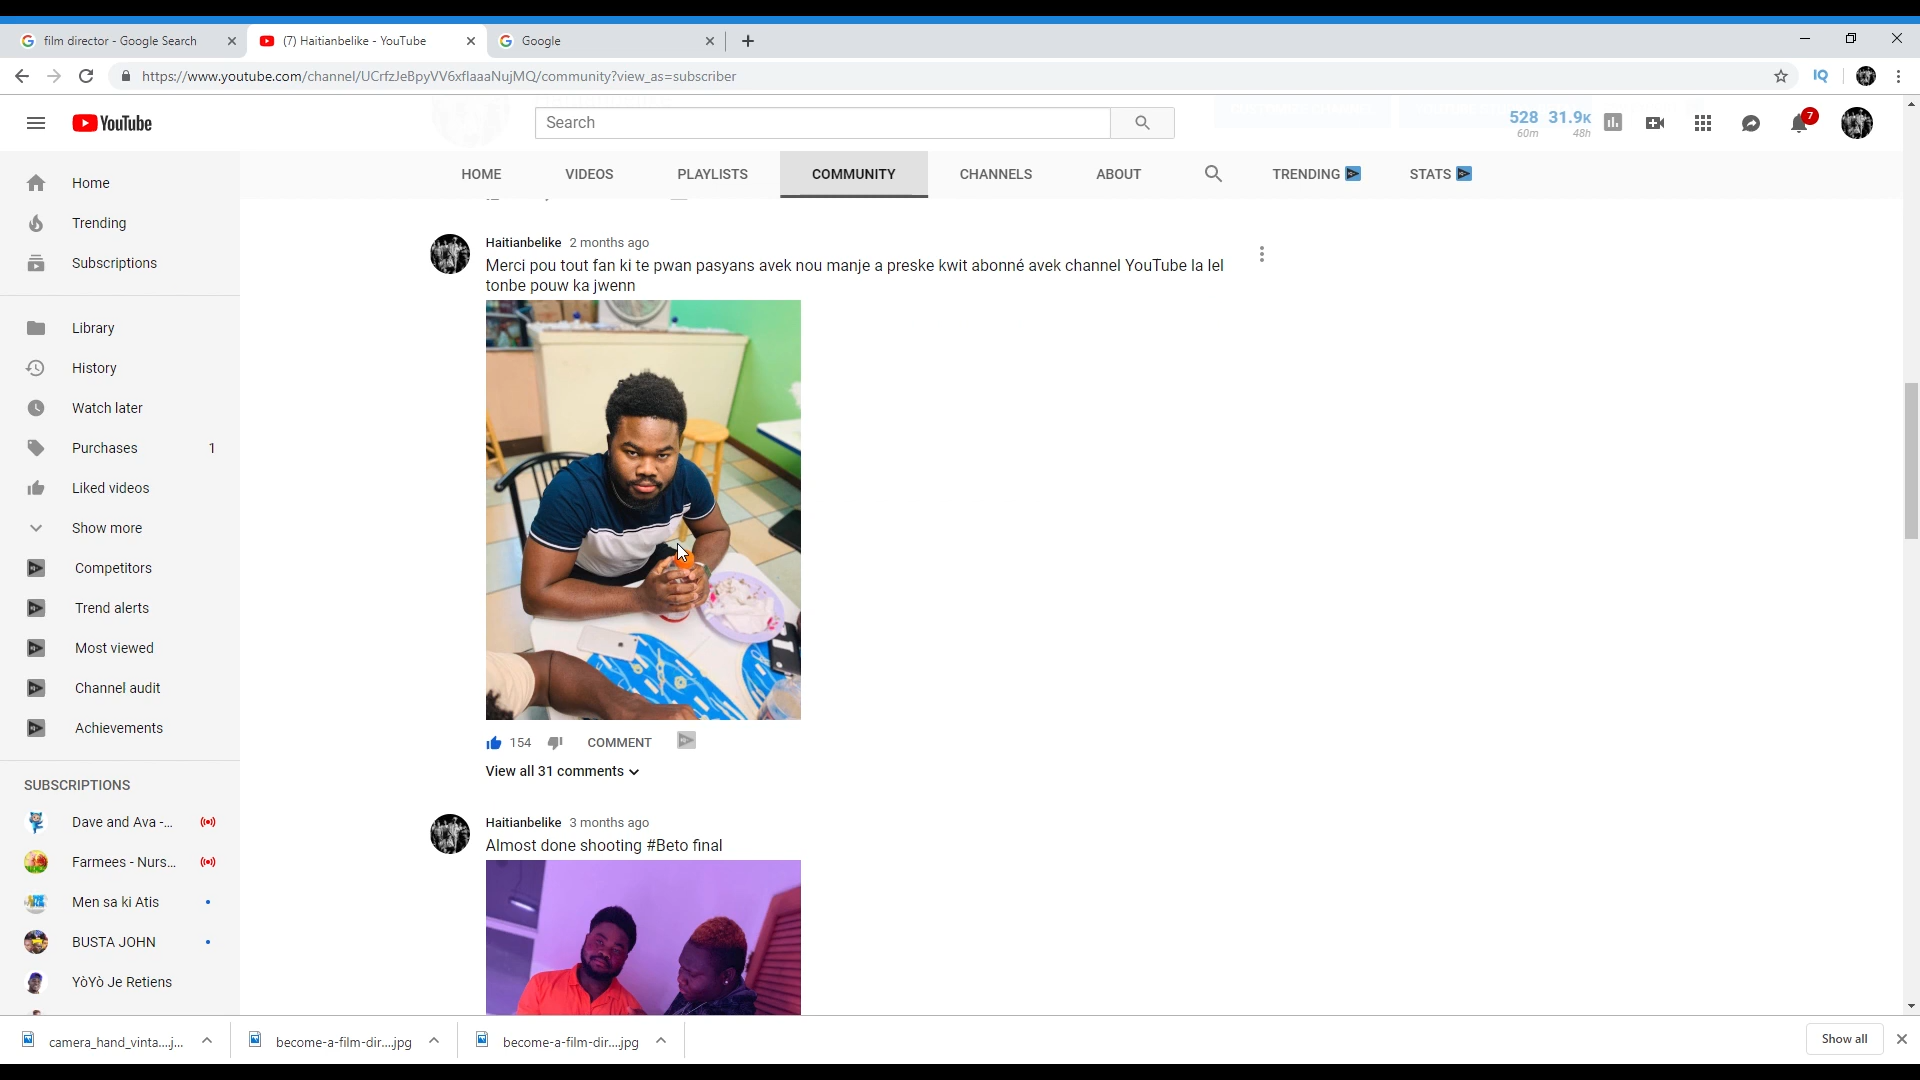 film director - Google Search
(7) Haitianbelike - YouTube
Google
https://www.youtube.com/channel/UCrfzJeBpyVV6xflaaaNujMQ/community?view_as=subscriber
IQ
YouTube
Search
528 31.9K
60m 48h
7
HOME VIDEOS PLAYLISTS COMMUNITY CHANNELS ABOUT TRENDING STATS
Home
Trending
Subscriptions
Library
History
Watch later
Purchases 1
Liked videos
Show more
Competitors
Trend alerts
Most viewed
Channel audit
Achievements
SUBSCRIPTIONS
Dave and Ava -...
Farmees - Nurs...
Men sa ki Atis
BUSTA JOHN
YòYò Je Retiens
Haitianbelike 2 months ago
Merci pou tout fan ki te pwan pasyans avek nou manje a preske kwit abonné avek channel YouTube la lel
tonbe pouw ka jwenn
154 COMMENT
View all 31 comments
Haitianbelike 3 months ago
Almost done shooting #Beto final
camera_hand_vinta....j...
become-a-film-dir....jpg
become-a-film-dir....jpg
Show all